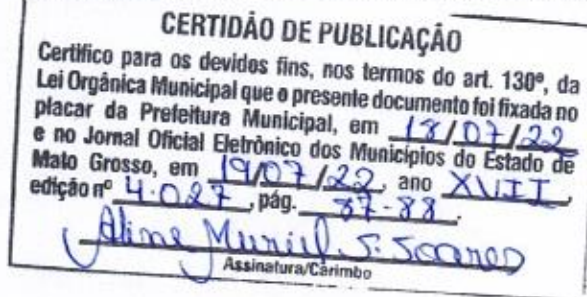 CERTIDÃO DE PUBLICAÇÃO
Certifico para os devidos fins, nos termos do art. 130º, da
Lei Orgânica Municipal que o presente documento foi fixada no
placar da Prefeitura Municipal, em 18/07/22
e no Jornal Oficial Eletrônico dos Municípios do Estado de
Mato Grosso, em 19/07/22, ano XVII,
edição nº 4.027, pág. 87-88.
Aline Muriel S. Soares
Assinatura/Carimbo